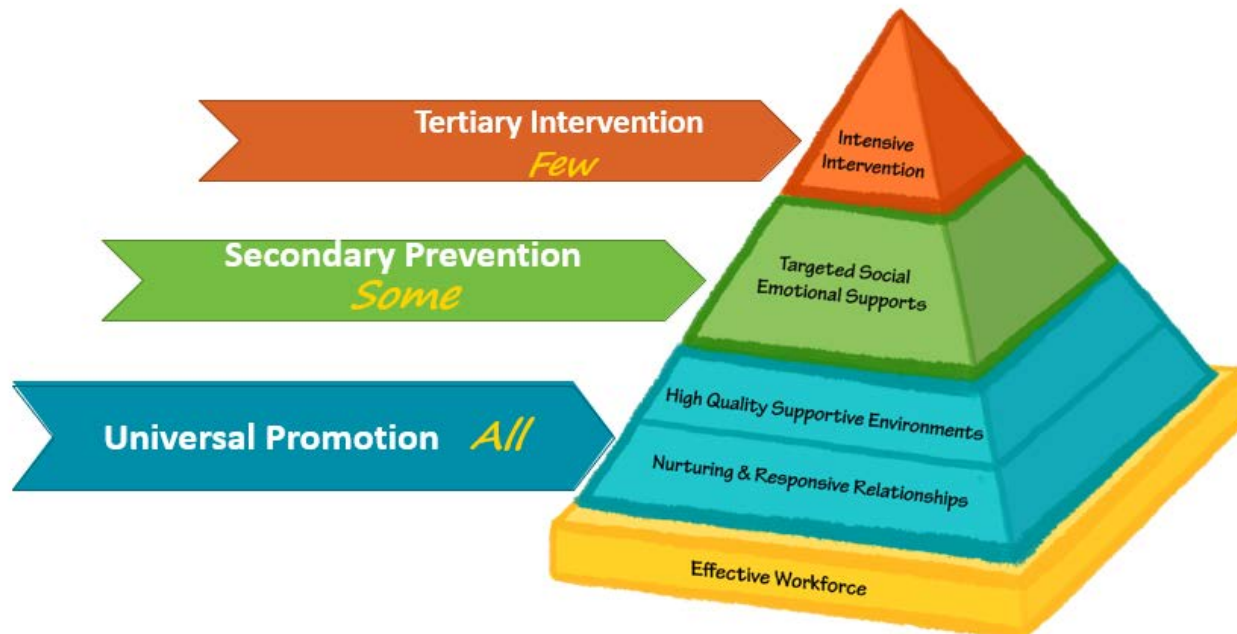 Tertiary Intervention
Few
Intensive
Intervention
Secondary Prevention
Some
Targeted Social
Emotional Supports
Universal Promotion All
High Quality Supportive Environments
Nurturing & Responsive Relationships
Effective Workforce